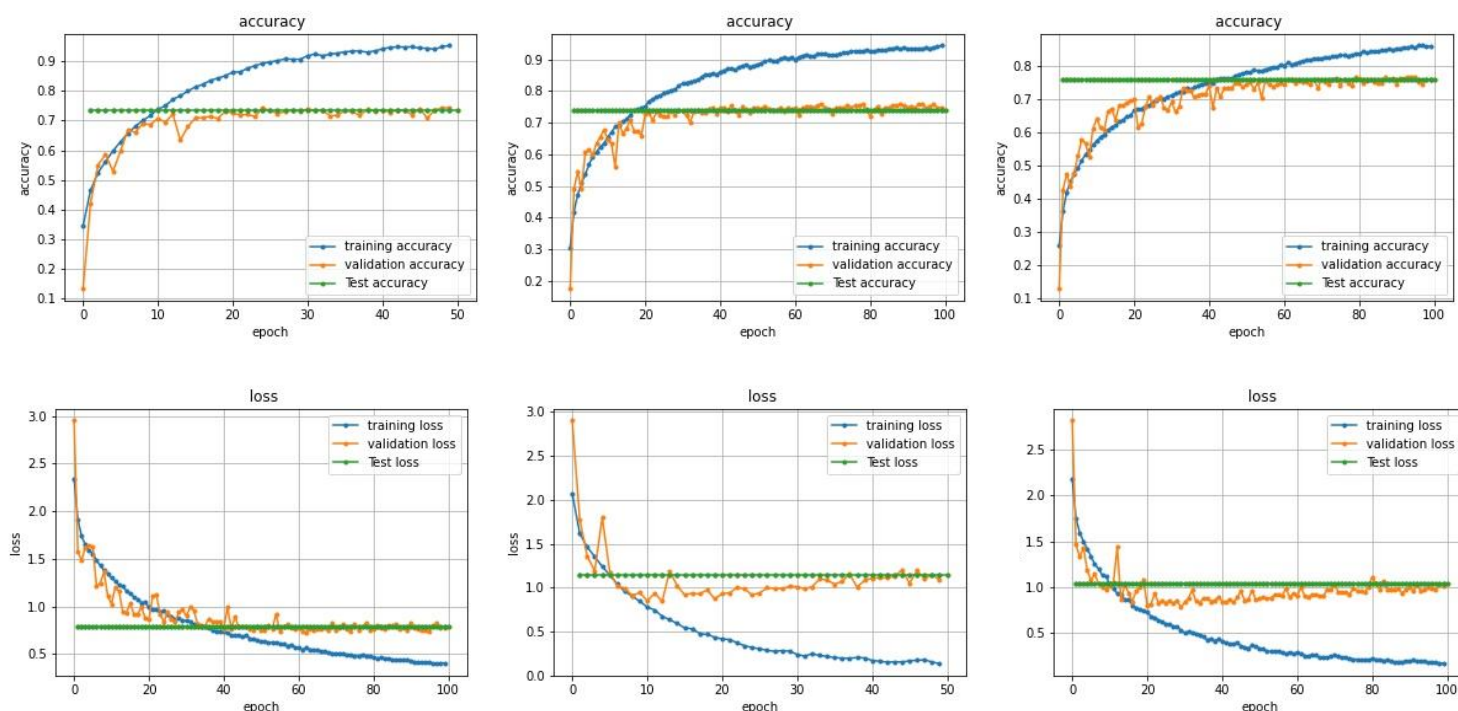 accuracy
accuracy
0.9
0.8
0.7
0.6
0.5
0.4
0.3
0.2
0.1
training accuracy
validation accuracy
Test accuracy
0
10
20
30
40
50
epoch
accuracy
accuracy
0.9
0.8
0.7
0.6
0.5
0.4
0.3
0.2
training accuracy
validation accuracy
Test accuracy
0
20
40
60
80
100
epoch
accuracy
accuracy
0.8
0.7
0.6
0.5
0.4
0.3
0.2
0.1
training accuracy
validation accuracy
Test accuracy
0
20
40
60
80
100
epoch
loss
loss
3.0
2.5
2.0
1.5
1.0
0.5
training loss
validation loss
Test loss
0
20
40
60
80
100
epoch
loss
loss
3.0
2.5
2.0
1.5
1.0
0.5
0.0
training loss
validation loss
Test loss
0
10
20
30
40
50
epoch
loss
loss
2.5
2.0
1.5
1.0
0.5
training loss
validation loss
Test loss
0
20
40
60
80
100
epoch